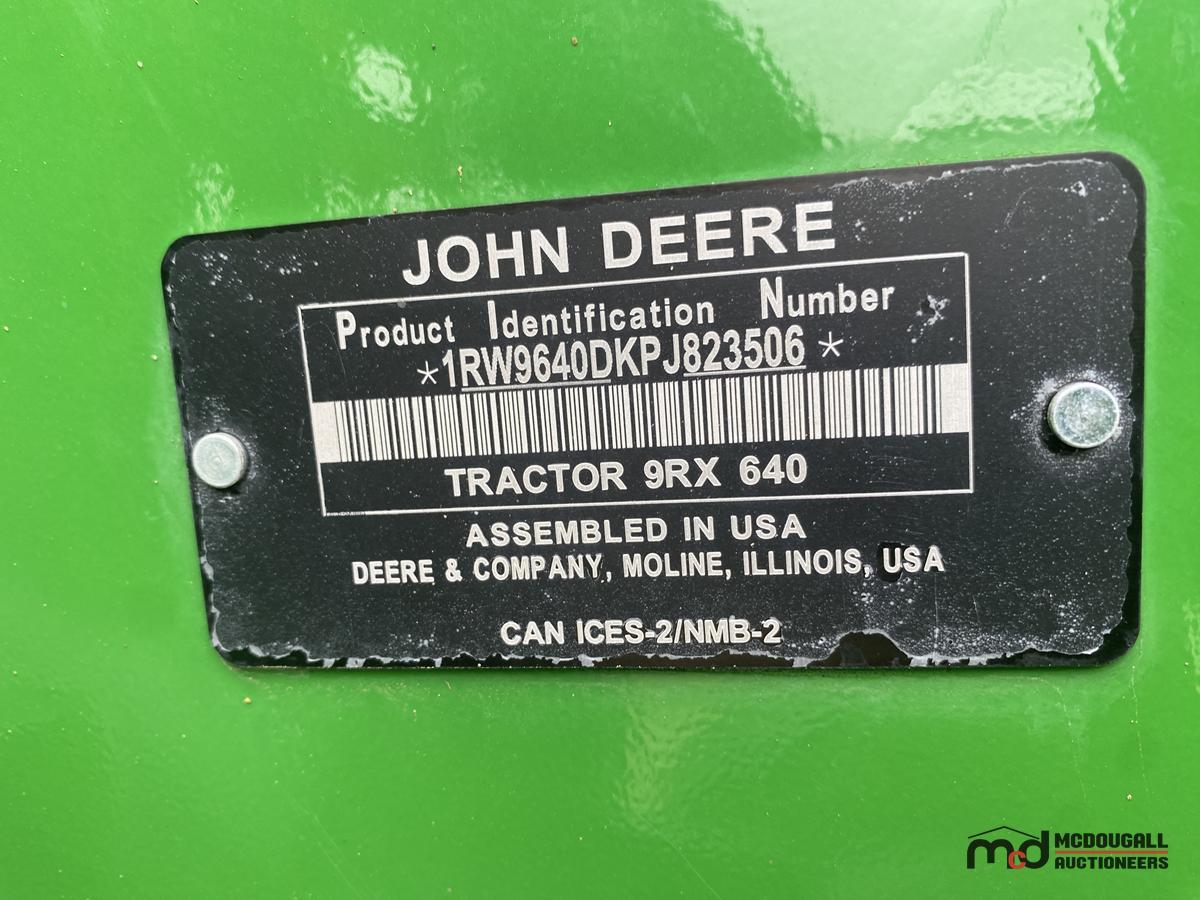 JOHN DEERE
Product Identification Number
*1RW9640DKPJ823506*
TRACTOR 9RX 640
ASSEMBLED IN USA
DEERE & COMPANY, MOLINE, ILLINOIS, USA
CAN ICES-2/NMB-2
mcd MCDOUGALL
AUCTIONEERS